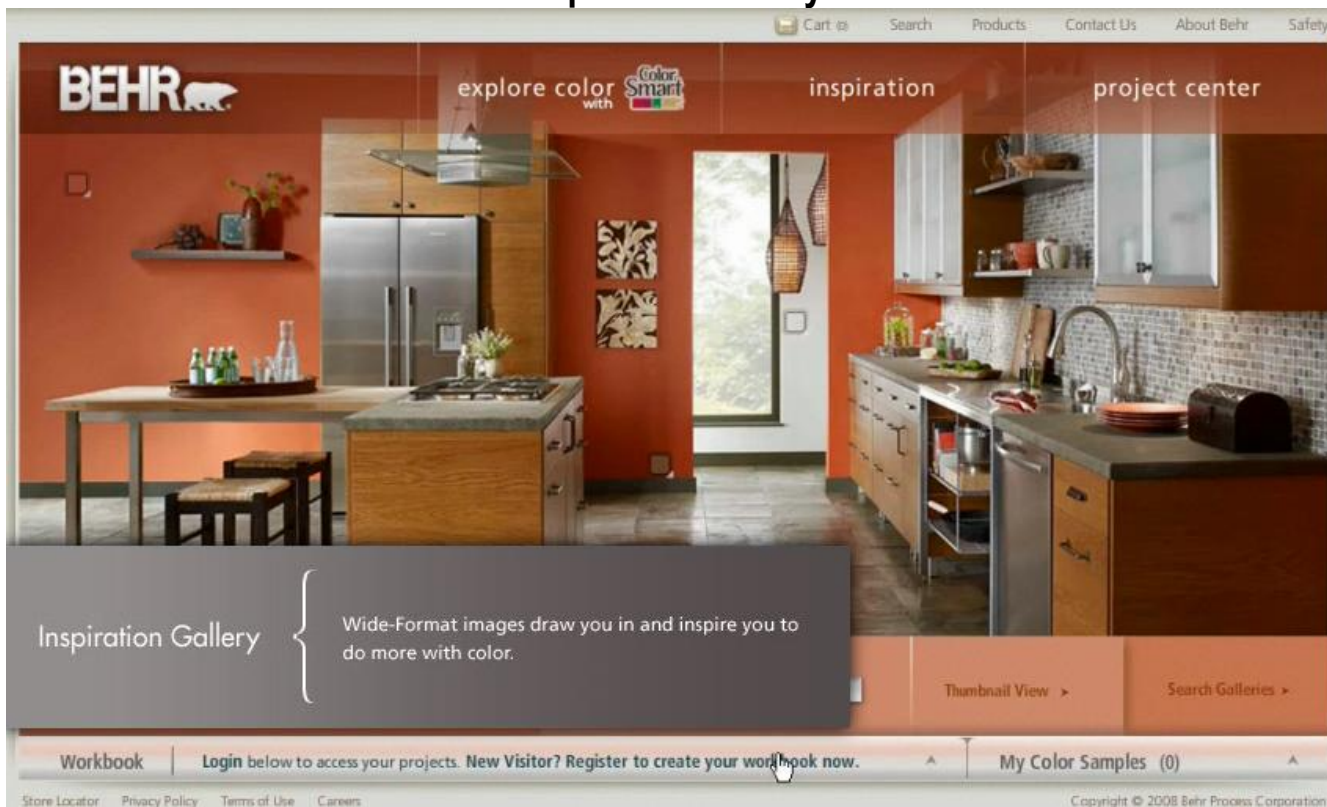 Cart (0) Search Products Contact Us About Behr Safety
BEHR
explore color with Color Smart
inspiration
project center
Inspiration Gallery
Wide-Format images draw you in and inspire you to
do more with color.
Thumbnail View
Search Galleries
Workbook Login below to access your projects. New Visitor? Register to create your workbook now. My Color Samples (0)
Store Locator Privacy Policy Terms of Use Careers Copyright © 2008 Behr Process Corporation